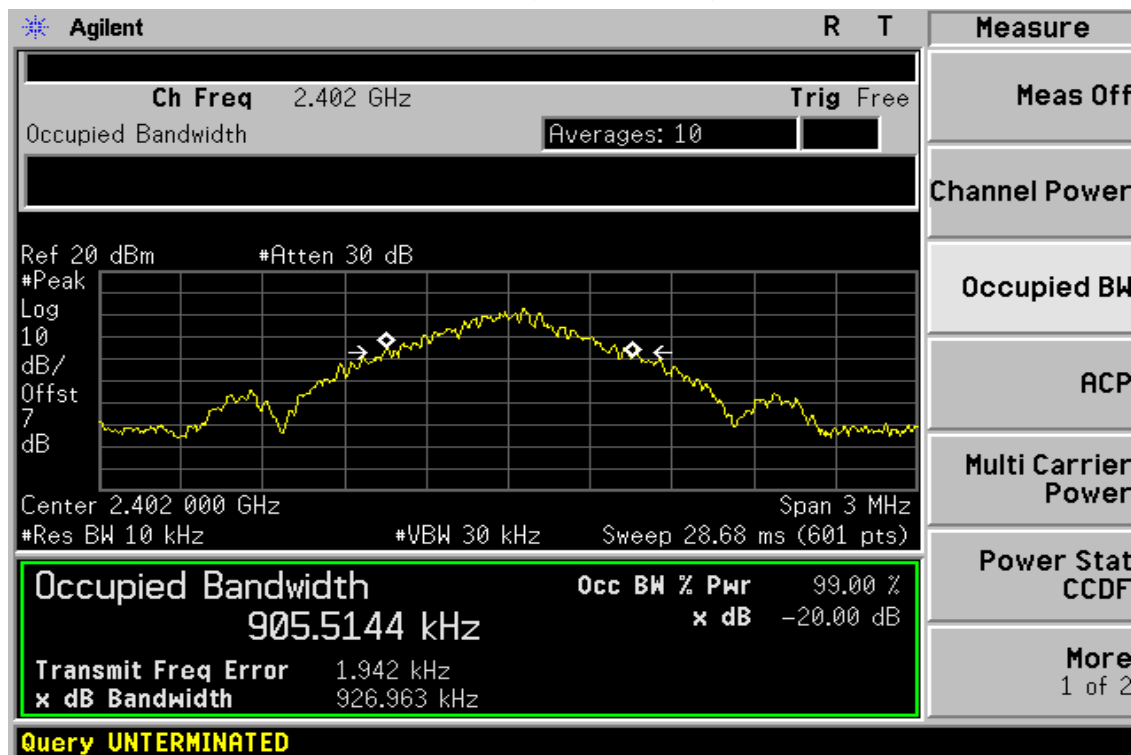 Agilent R T Measure
Ch Freq 2.402 GHz Trig Free
Meas Off
Occupied Bandwidth Averages: 10
Channel Power
Ref 20 dBm #Atten 30 dB
#Peak
Log
10
dB/
Offst
7
dB
Occupied BW
ACP
Multi Carrier
Power
Center 2.402 000 GHz Span 3 MHz
#Res BW 10 kHz #VBW 30 kHz Sweep 28.68 ms (601 pts)
Power Stat
CCDF
Occupied Bandwidth Occ BW % Pwr 99.00 %
905.5144 kHz x dB -20.00 dB
Transmit Freq Error 1.942 kHz
x dB Bandwidth 926.963 kHz
More
1 of 2
Query UNTERMINATED